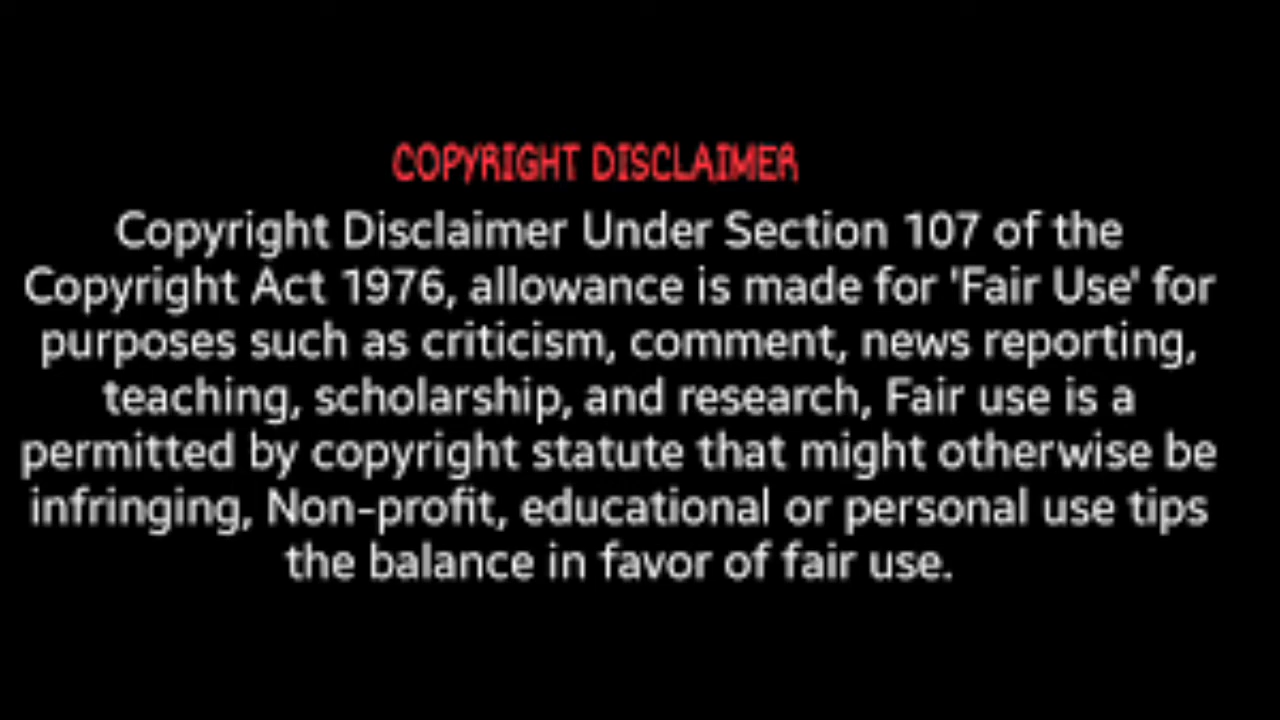 COPYRIGHT DISCLAIMER
Copyright Disclaimer Under Section 107 of the
Copyright Act 1976, allowance is made for 'Fair Use' for
purposes such as criticism, comment, news reporting,
teaching, scholarship, and research, Fair use is a
permitted by copyright statute that might otherwise be
infringing, Non-profit, educational or personal use tips
the balance in favor of fair use.